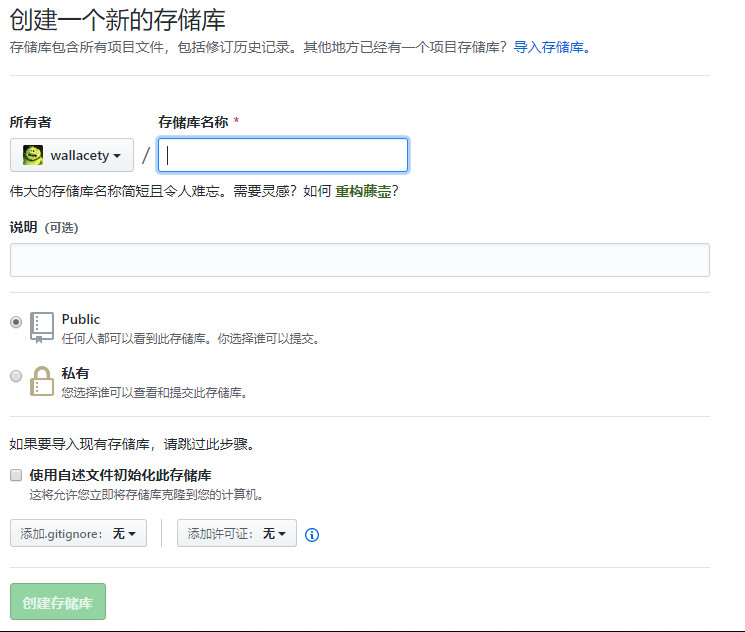 创建一个新的存储库
存储库包含所有项目文件，包括修订历史记录。其他地方已经有一个项目存储库？导入存储库。
所有者 存储库名称 *
wallacety /
伟大的存储库名称简短且令人难忘。需要灵感？如何 重构藤壶？
说明 (可选)
Public
任何人都可以看到此存储库。你选择谁可以提交。
私有
您选择谁可以查看和提交此存储库。
如果要导入现有存储库，请跳过此步骤。
使用自述文件初始化此存储库
这将允许您立即将存储库克隆到您的计算机。
添加.gitignore: 无 添加许可证: 无
创建存储库